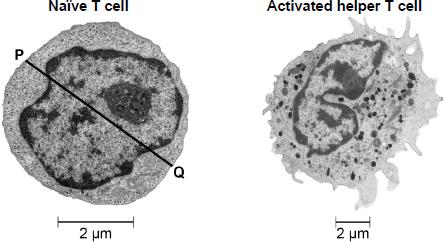 Naïve T cell
Activated helper T cell
P
Q
2 μm
2 μm